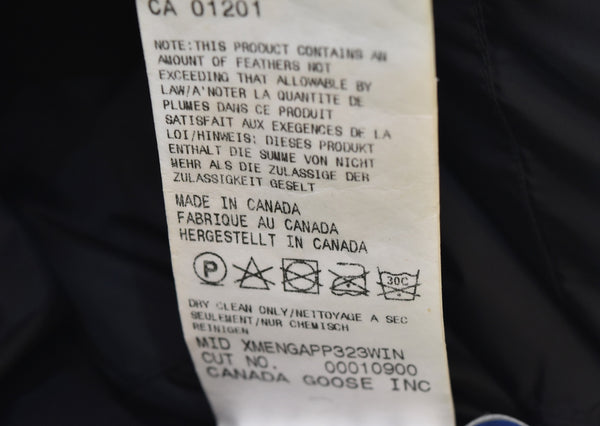 CA 01201
NOTE:THIS PRODUCT CONTAINS AN
AMOUNT OF FEATHERS NOT
EXCEEDING THAT ALLOWABLE BY
LAW/A'NOTER LA QUANTITE DE
PLUMES DANS CE PRODUIT
SATISFAIT AUX EXEGENCES DE LA
LOI/HINWEIS: DIESES PRODUKT
ENTHALT DIE SUMME VON NICHT
MEHR ALS DIE ZULASSIGE DER
ZULASSIGKEIT GESELT
MADE IN CANADA
FABRIQUE AU CANADA
HERGESTELLT IN CANADA
P 30C
DRY CLEAN ONLY/NETTOYAGE A SEC
SEULEMENT/NUR CHEMISCH
REINIGEN
MID XMENGAPP323WIN
CUT NO. 00010900
CANADA GOOSE INC